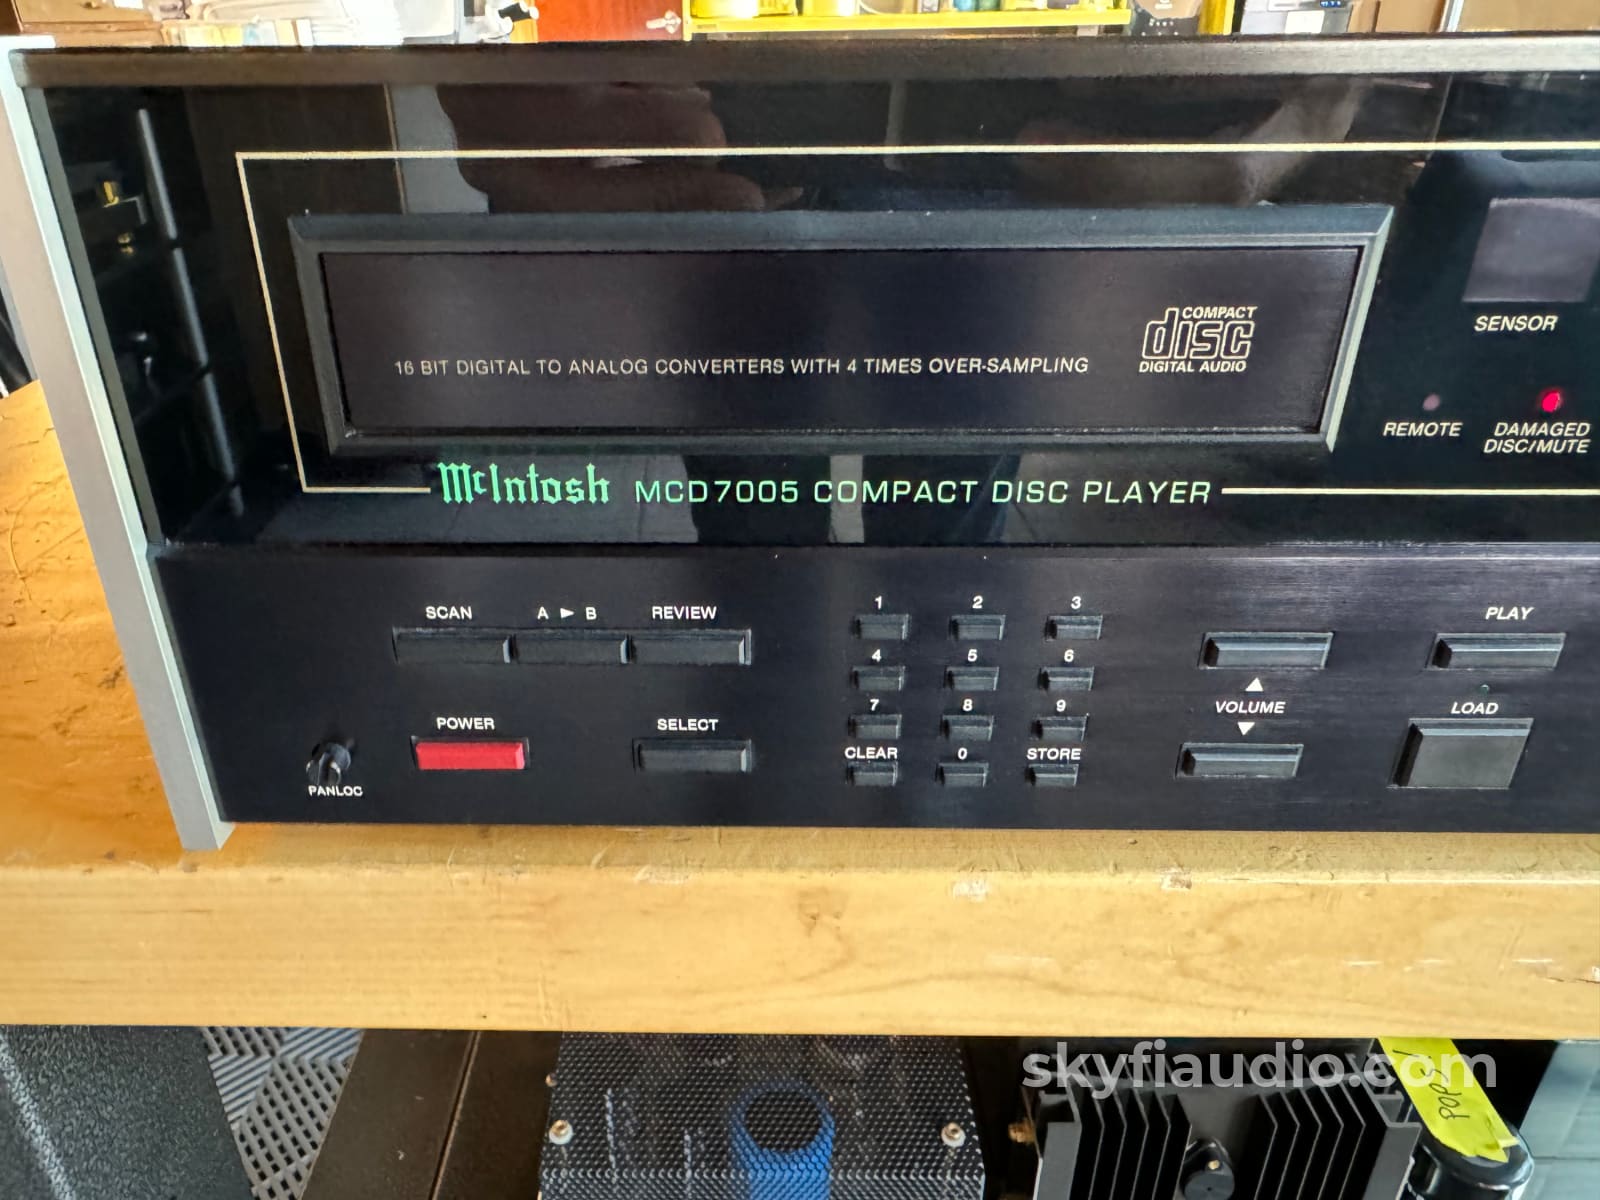 COMPACT
disc
DIGITAL AUDIO
16 BIT DIGITAL TO ANALOG CONVERTERS WITH 4 TIMES OVER-SAMPLING
SENSOR
REMOTE
DAMAGED
DISC/MUTE
McIntosh MCD7005 COMPACT DISC PLAYER
SCAN A ► B REVIEW
POWER SELECT
PANLOC
1 2 3
4 5 6
7 8 9
CLEAR 0 STORE
▲
VOLUME
▼
PLAY
LOAD
skyfiaudio.com